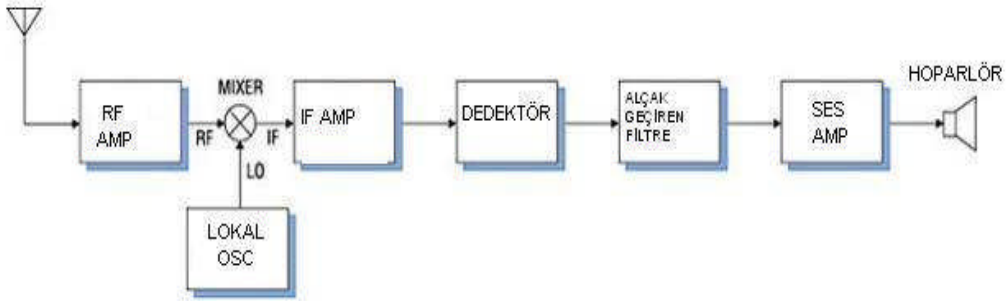 RF
AMP
MIXER
RF
IF
LO
LOKAL
OSC
IF AMP
DEDEKTÖR
ALÇAK
GEÇİREN
FİLTRE
SES
AMP
HOPARLÖR